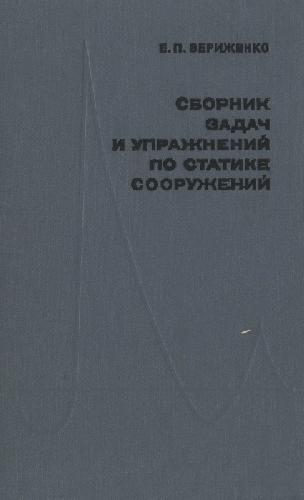 Е. П. ВЕРИЖЕНКО
СБОРНИК
ЗАДАЧ
И УПРАЖНЕНИЙ
ПО СТАТИКЕ
СООРУЖЕНИЙ